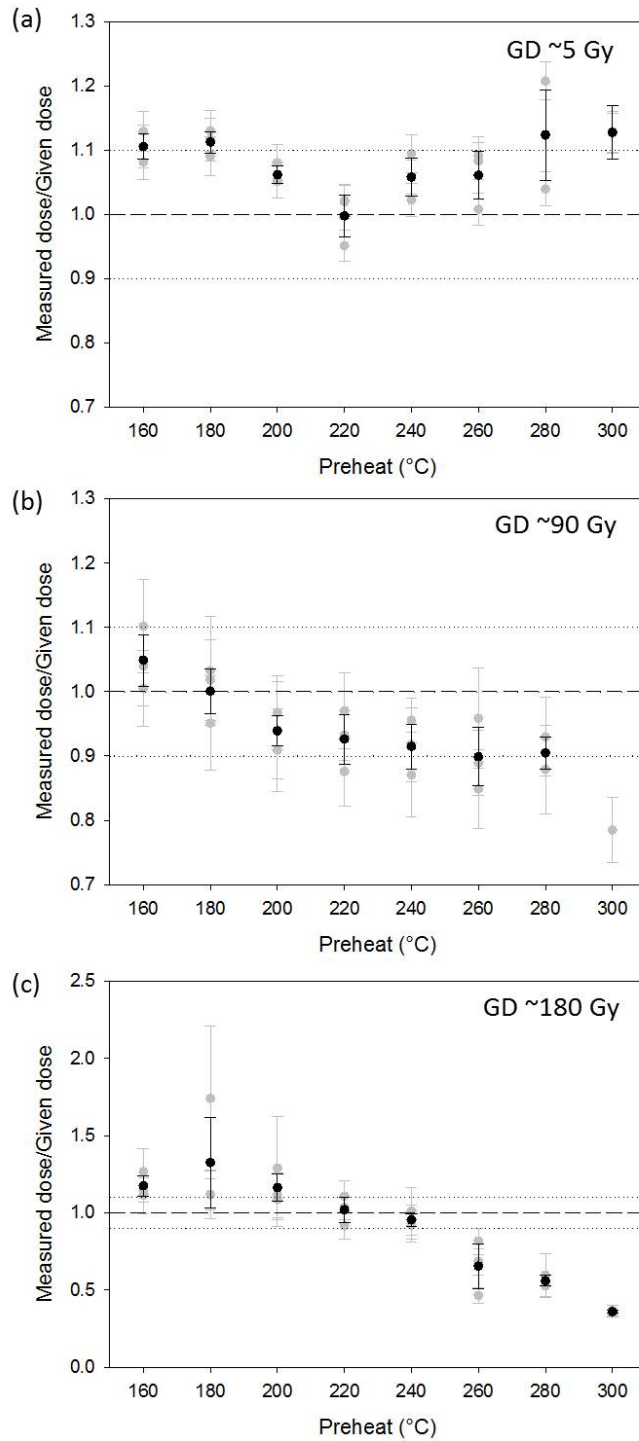 (a)
GD ~5 Gy
Measured dose/Given dose
1.3
1.2
1.1
1.0
0.9
0.8
0.7
160 180 200 220 240 260 280 300
Preheat (°C)
(b)
GD ~90 Gy
Measured dose/Given dose
1.3
1.2
1.1
1.0
0.9
0.8
0.7
160 180 200 220 240 260 280 300
Preheat (°C)
(c)
GD ~180 Gy
Measured dose/Given dose
2.5
2.0
1.5
1.0
0.5
0.0
160 180 200 220 240 260 280 300
Preheat (°C)